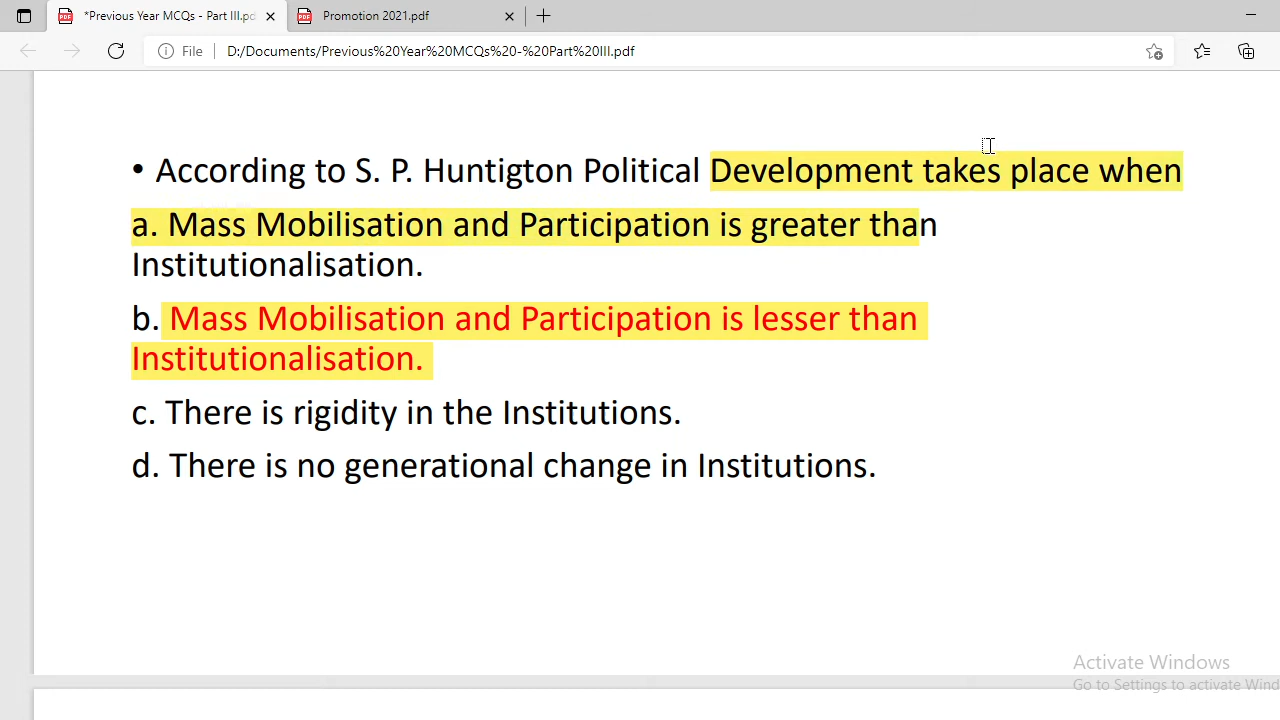 *Previous Year MCQs - Part III.pd
Promotion 2021.pdf
File
D:/Documents/Previous%20Year%20MCQs%20-%20Part%20III.pdf
• According to S. P. Huntigton Political Development takes place when
a. Mass Mobilisation and Participation is greater than
Institutionalisation.
b. Mass Mobilisation and Participation is lesser than
Institutionalisation.
c. There is rigidity in the Institutions.
d. There is no generational change in Institutions.
Activate Windows
Go to Settings to activate Wind